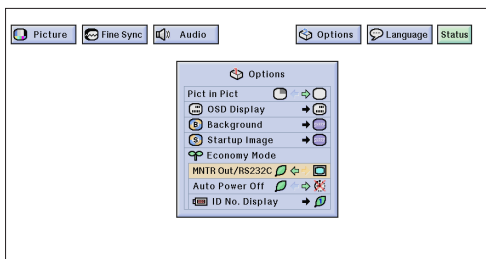 Picture
Fine Sync
Audio
Options
Language
Status
Options
Pict in Pict
OSD Display
B Background
S Startup Image
Economy Mode
MNTR Out/RS232C
Auto Power Off
ID No. Display 1